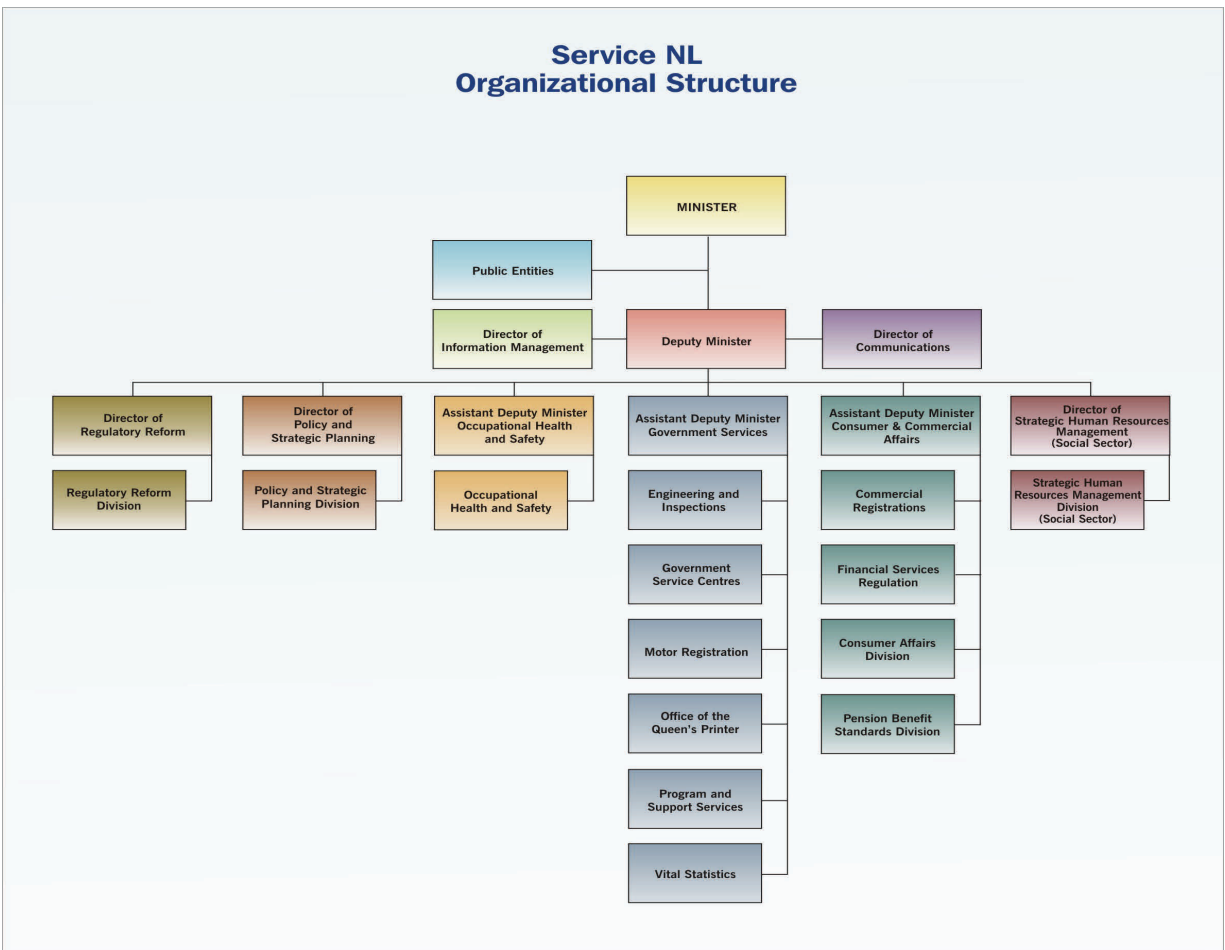 Service NL
Organizational Structure
MINISTER
Public Entities
Director of
Information Management
Deputy Minister
Director of
Communications
Director of
Regulatory Reform
Director of
Policy and
Strategic Planning
Assistant Deputy Minister
Occupational Health
and Safety
Assistant Deputy Minister
Government Services
Assistant Deputy Minister
Consumer & Commercial
Affairs
Director of
Strategic Human Resources
Management
(Social Sector)
Regulatory Reform
Division
Policy and Strategic
Planning Division
Occupational
Health and Safety
Engineering and
Inspections
Commercial
Registrations
Strategic Human
Resources Management
Division
(Social Sector)
Government
Service Centres
Financial Services
Regulation
Motor Registration
Consumer Affairs
Division
Office of the
Queen's Printer
Pension Benefit
Standards Division
Program and
Support Services
Vital Statistics